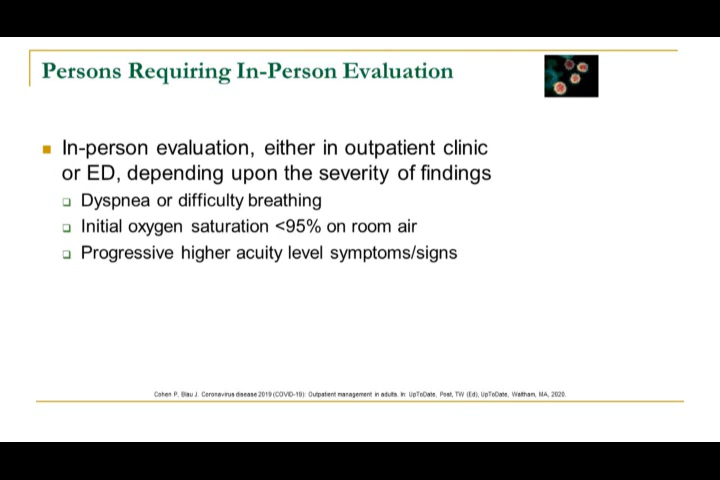 Persons Requiring In-Person Evaluation
In-person evaluation, either in outpatient clinic
or ED, depending upon the severity of findings
Dyspnea or difficulty breathing
Initial oxygen saturation <95% on room air
Progressive higher acuity level symptoms/signs
Cohen P, Blau J. Coronavirus disease 2019 (COVID-19): Outpatient management in adults. In: UpToDate, Post, TW (Ed), UpToDate, Waltham, MA, 2020.